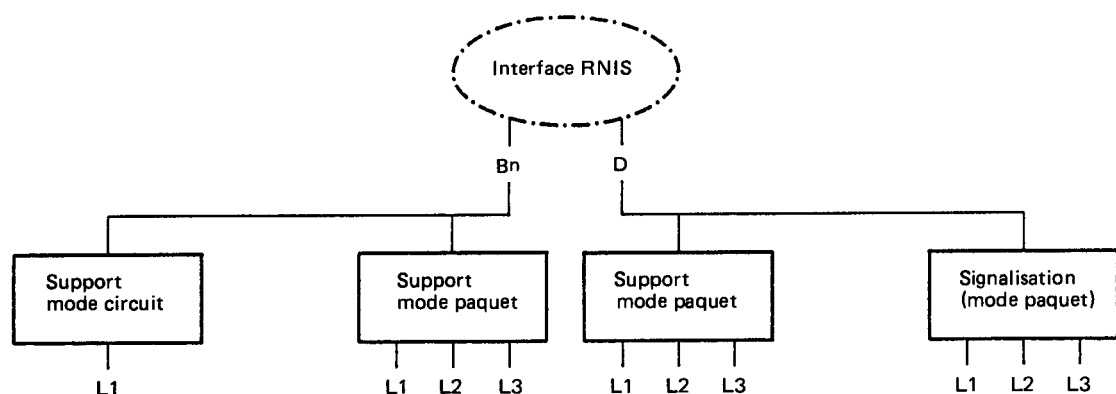 Interface RNIS
Bn D
Support
mode circuit
Support
mode paquet
Support
mode paquet
Signalisation
(mode paquet)
L1
L1 L2 L3
L1 L2 L3
L1 L2 L3